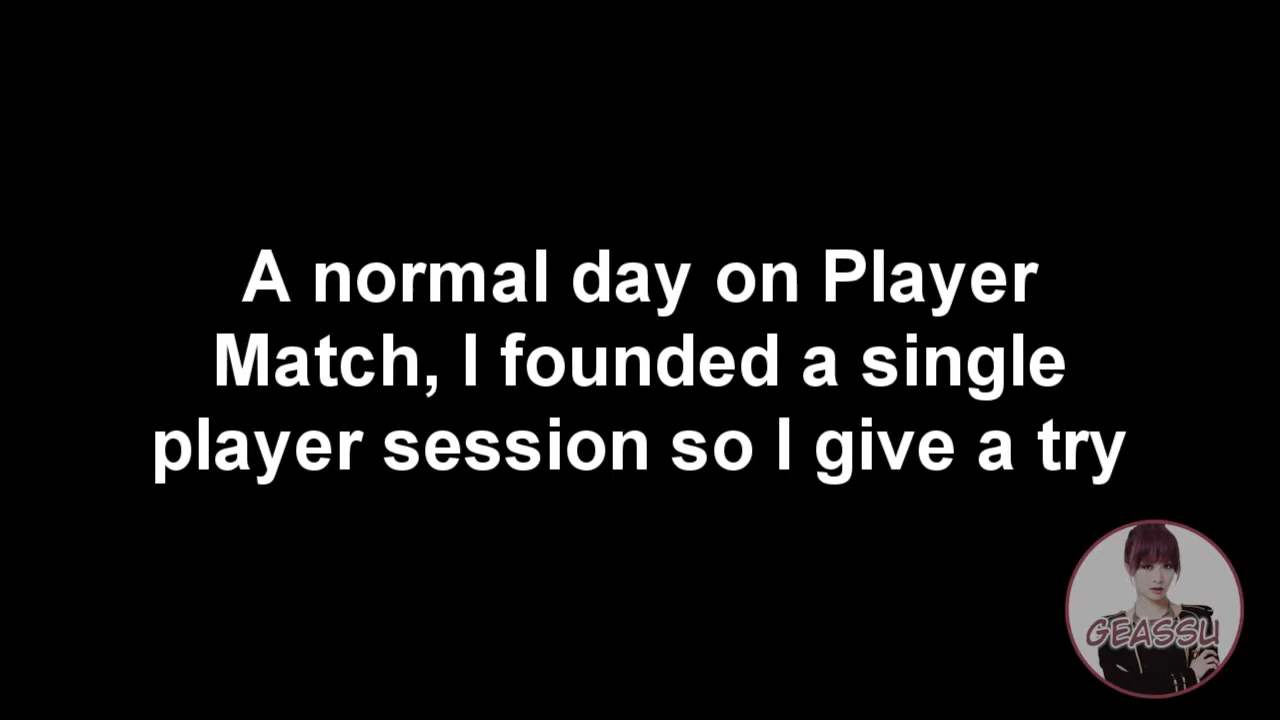 A normal day on Player
Match, I founded a single
player session so I give a try
GEASSU